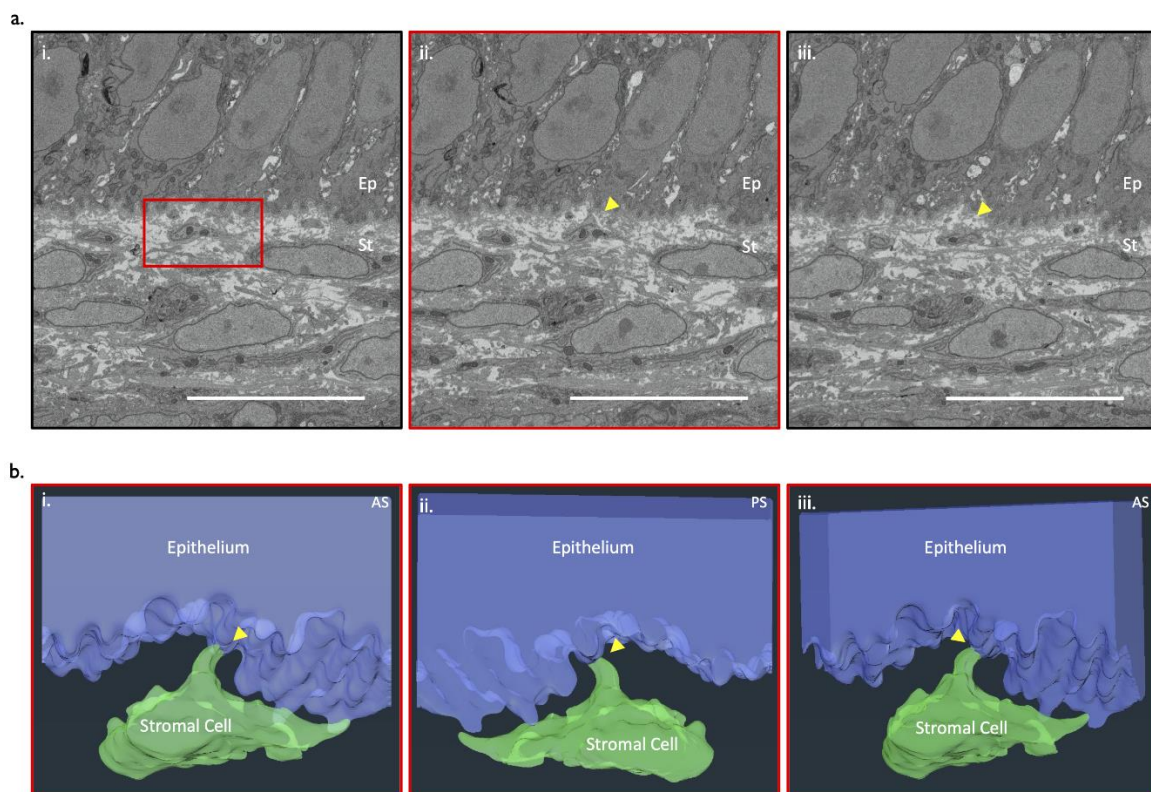 a.
i.
ii.
iii.
Ep
Ep
Ep
St
St
St
b.
i.
AS
ii.
PS
iii.
AS
Epithelium
Epithelium
Epithelium
Stromal Cell
Stromal Cell
Stromal Cell